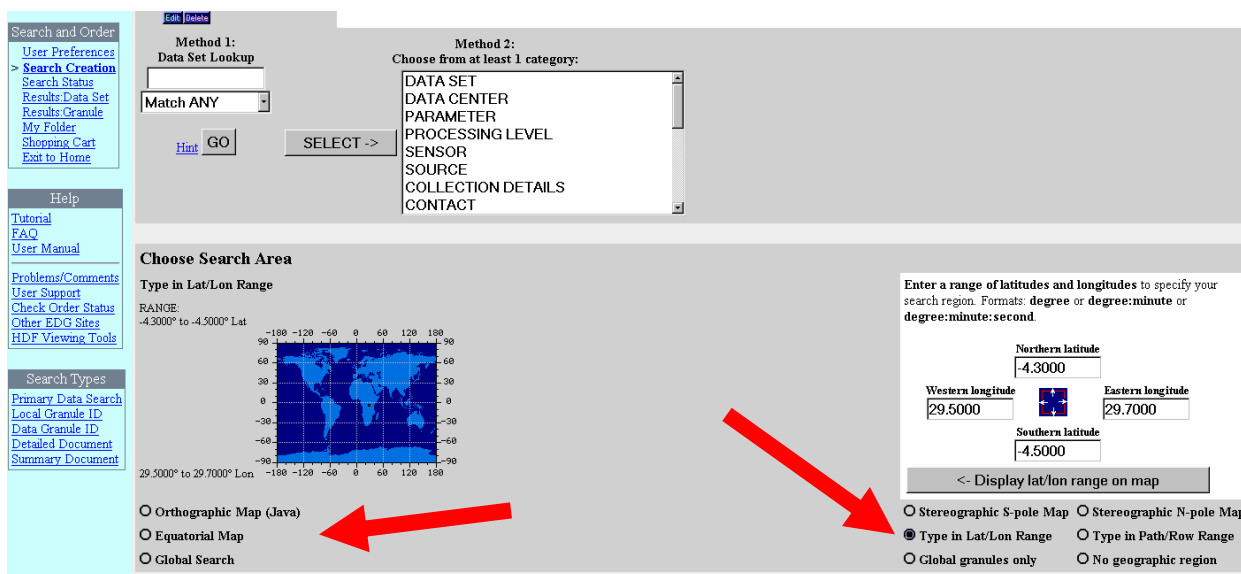 Edit Delete
Search and Order
User Preferences
> Search Creation
Search Status
Results:Data Set
Results:Granule
My Folder
Shopping Cart
Exit to Home
Help
Tutorial
FAQ
User Manual
Problems/Comments
User Support
Check Order Status
Other EDG Sites
HDF Viewing Tools
Search Types
Primary Data Search
Local Granule ID
Data Granule ID
Detailed Document
Summary Document
Method 1:
Data Set Lookup
Match ANY
Hint GO
SELECT ->
Method 2:
Choose from at least 1 category:
DATA SET
DATA CENTER
PARAMETER
PROCESSING LEVEL
SENSOR
SOURCE
COLLECTION DETAILS
CONTACT
Choose Search Area
Type in Lat/Lon Range
RANGE:
-4.3000° to -4.5000° Lat
-180 -120 -60 0 60 120 180
90 90
60 60
30 30
0 0
-30 -30
-60 -60
-90 -90
29.5000° to 29.7000° Lon -180 -120 -60 0 60 120 180
Orthographic Map (Java)
Equatorial Map
Global Search
Enter a range of latitudes and longitudes to specify your
search region. Formats: degree or degree:minute or
degree:minute:second.
Northern latitude
-4.3000
Western longitude Eastern longitude
29.5000 29.7000
Southern latitude
-4.5000
<- Display lat/lon range on map
Stereographic S-pole Map Stereographic N-pole Map
Type in Lat/Lon Range Type in Path/Row Range
Global granules only No geographic region